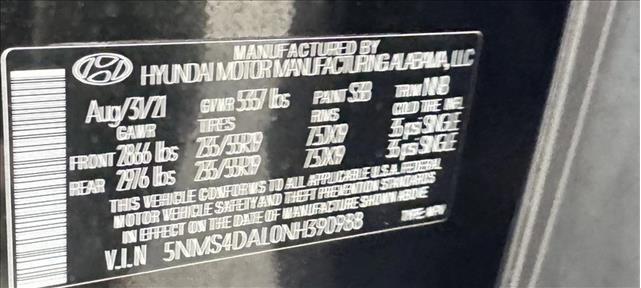 MANUFACTURED BY
HYUNDAI MOTOR MANUFACTURING ALABAMA, LLC
Aug/31/21 GVWR 5357 lbs PAINT S3B TRIM NNB
GAWR TIRES RIMS COLD TIRE INFL
FRONT 2866 lbs 235/55R19 7.5JX19 35 psi SINGLE
REAR 2976 lbs 235/55R19 7.5JX19 35 psi SINGLE
THIS VEHICLE CONFORMS TO ALL APPLICABLE U.S.A. FEDERAL
MOTOR VEHICLE SAFETY AND THEFT PREVENTION STANDARDS
IN EFFECT ON THE DATE OF MANUFACTURE SHOWN ABOVE
V.I.N 5NMS4DAL0NH390988 TYPE: MPV